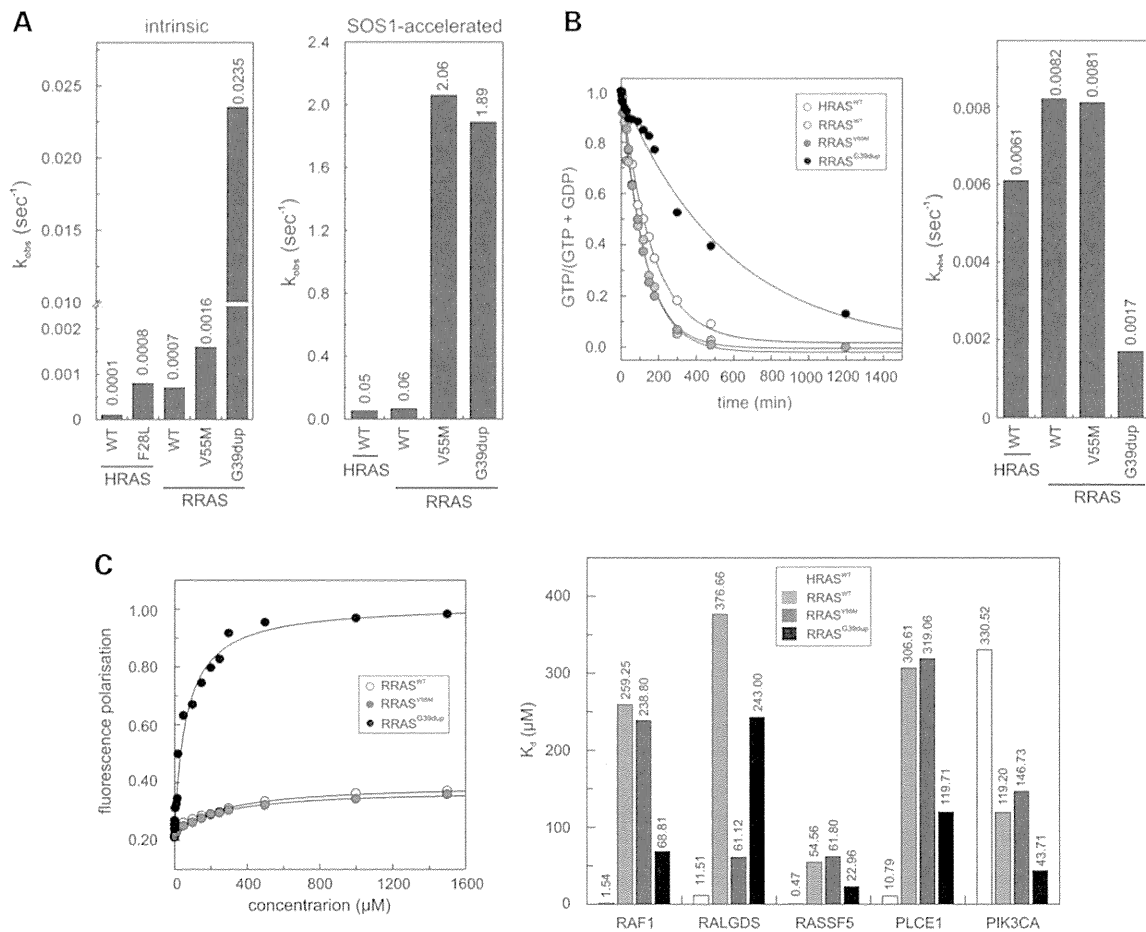 A
intrinsic
SOS1-accelerated
k_obs (sec⁻¹)
0.025
0.020
0.015
0.010
0.002
0.001
0
0.0001
0.0008
0.0007
0.0016
0.0235
WT
F28L
WT
V55M
G39dup
HRAS
RRAS
k_obs (sec⁻¹)
2.4
2.0
1.6
1.2
0.8
0.4
0.0
0.05
0.06
2.06
1.89
WT
WT
V55M
G39dup
HRAS
RRAS
B
GTP/(GTP + GDP)
1.0
0.8
0.6
0.4
0.2
0.0
0 200 400 600 800 1000 1200 1400
time (min)
HRAS^WT
RRAS^WT
RRAS^V55M
RRAS^G39dup
k_obs (sec⁻¹)
0.008
0.006
0.004
0.002
0
0.0061
0.0082
0.0081
0.0017
WT
WT
V55M
G39dup
HRAS
RRAS
C
fluorescence polarisation
1.00
0.80
0.60
0.40
0.20
0 400 800 1200 1600
concentrarion (µM)
RRAS^WT
RRAS^V55M
RRAS^G39dup
K_d (µM)
400
300
200
100
0
HRAS^WT
RRAS^WT
RRAS^V55M
RRAS^G39dup
1.54
259.25
238.80
68.81
11.51
376.66
61.12
243.00
0.47
54.56
61.80
22.96
10.79
306.61
319.06
119.71
330.52
119.20
146.73
43.71
RAF1 RALGDS RASSF5 PLCE1 PIK3CA